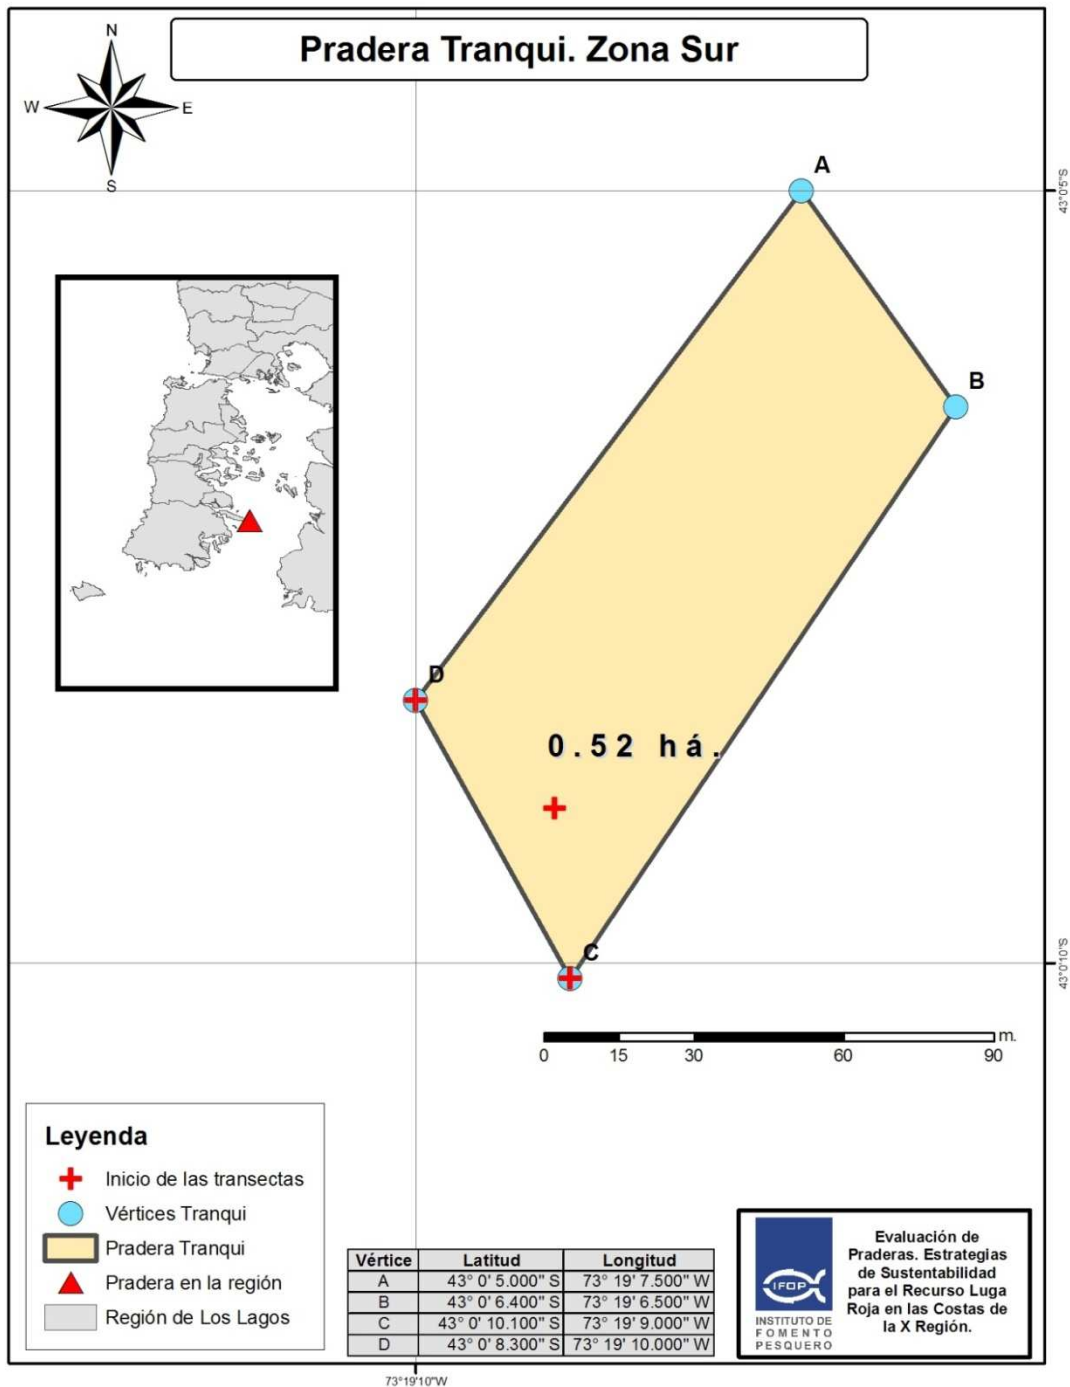 Pradera Tranqui. Zona Sur
N
W
E
S
A
43°0'5"S
B
D
0.52 há.
C
43°0'10"S
m.
0 15 30 60 90
Leyenda
Inicio de las transectas
Vértices Tranqui
Pradera Tranqui
Pradera en la región
Región de Los Lagos
Vértice Latitud Longitud
A 43° 0' 5.000" S 73° 19' 7.500" W
B 43° 0' 6.400" S 73° 19' 6.500" W
C 43° 0' 10.100" S 73° 19' 9.000" W
D 43° 0' 8.300" S 73° 19' 10.000" W
IFOP
INSTITUTO DE
FOMENTO
PESQUERO
Evaluación de
Praderas. Estrategias
de Sustentabilidad
para el Recurso Luga
Roja en las Costas de
la X Región.
73°19'10"W